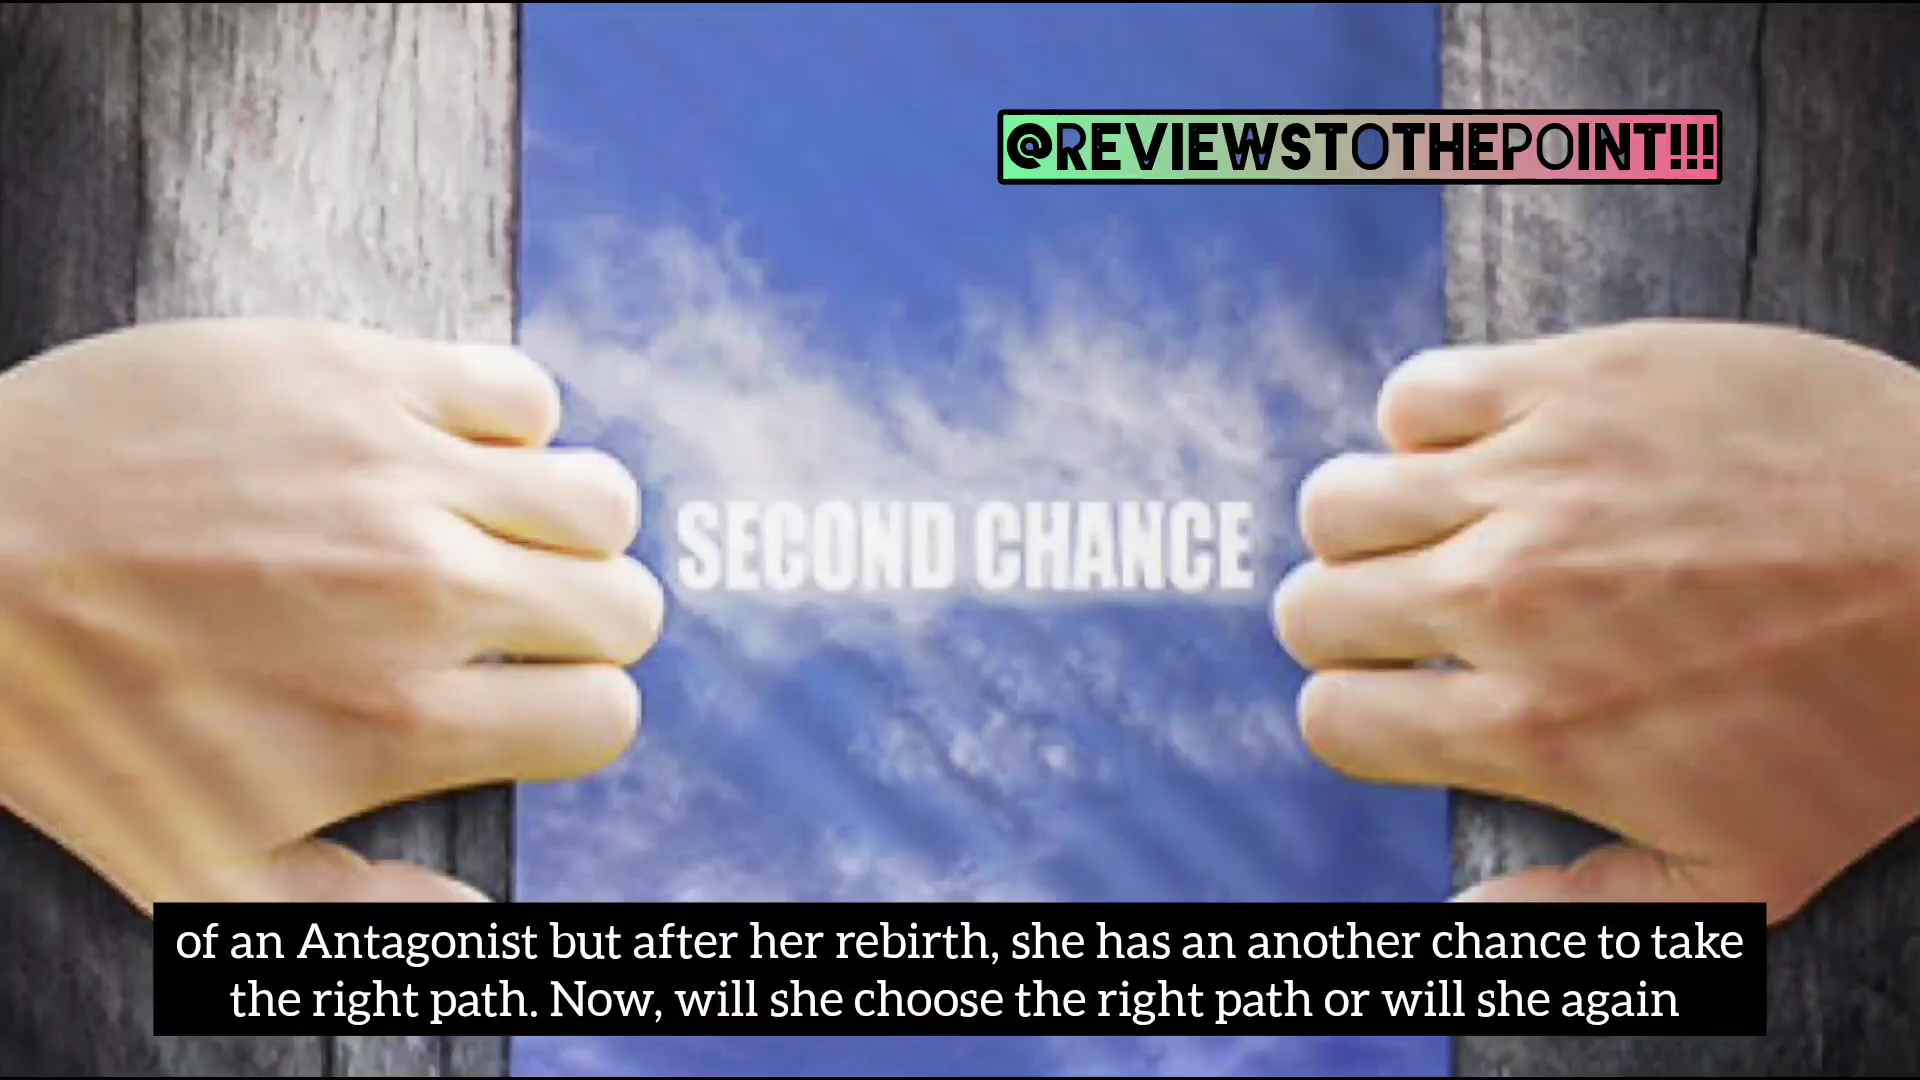 @REVIEWSTOTHEPOINT!!!
SECOND CHANCE
of an Antagonist but after her rebirth, she has an another chance to take
the right path. Now, will she choose the right path or will she again